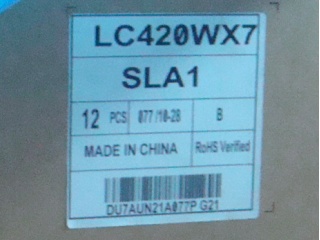 LC420WX7
SLA1
12 PCS 077/10-28 B
MADE IN CHINA RoHS Verified
DU7AUN21A077P G21